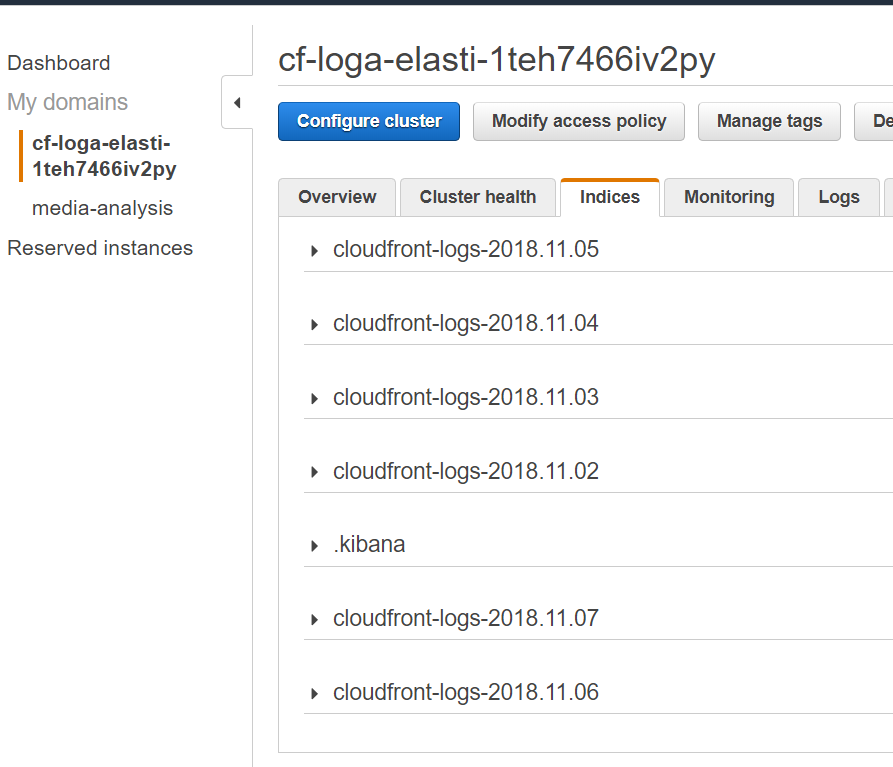 Dashboard
My domains
cf-loga-elasti-
1teh7466iv2py
media-analysis
Reserved instances
cf-loga-elasti-1teh7466iv2py
Configure cluster
Modify access policy
Manage tags
De
Overview
Cluster health
Indices
Monitoring
Logs
cloudfront-logs-2018.11.05
cloudfront-logs-2018.11.04
cloudfront-logs-2018.11.03
cloudfront-logs-2018.11.02
.kibana
cloudfront-logs-2018.11.07
cloudfront-logs-2018.11.06